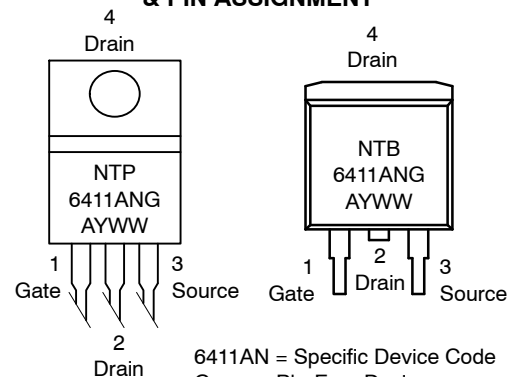 & PIN ASSIGNMENT
4
Drain
NTP
6411ANG
AYWW
1
Gate
3
Source
2
Drain
4
Drain
NTB
6411ANG
AYWW
1
Gate
2
Drain
3
Source
6411AN = Specific Device Code